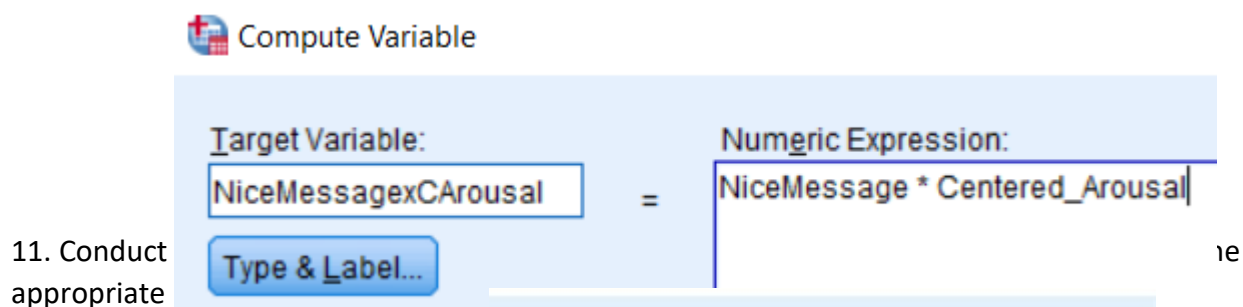 Compute Variable
Target Variable:
Numeric Expression:
NiceMessagexCArousal
=
NiceMessage * Centered_Arousal
Type & Label...
11. Conduct
appropriate